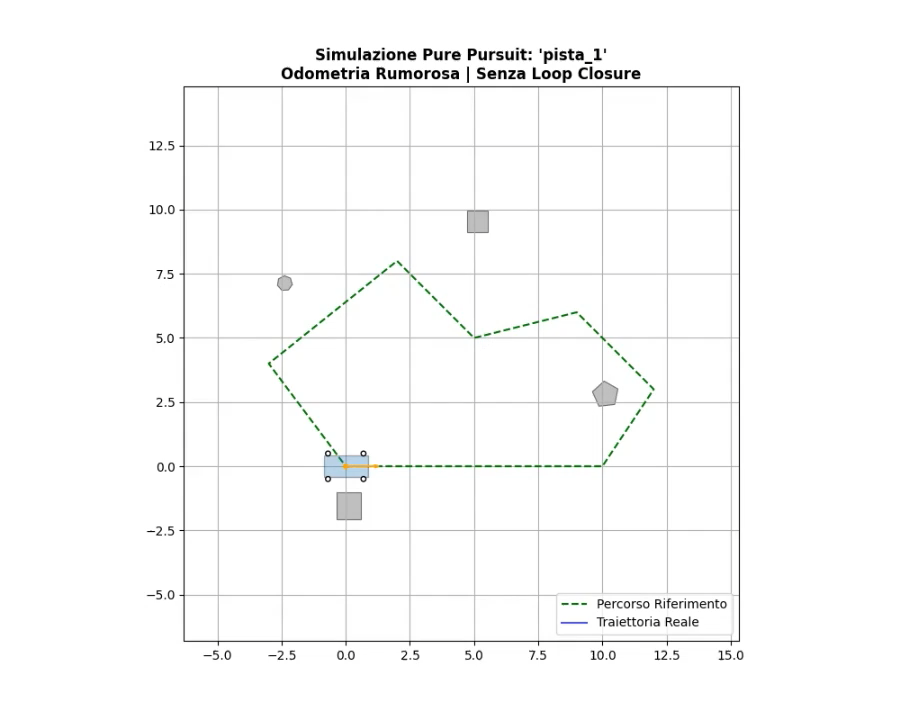 Simulazione Pure Pursuit: 'pista_1'
Odometria Rumorosa | Senza Loop Closure
12.5
10.0
7.5
5.0
2.5
0.0
−2.5
−5.0
−5.0 −2.5 0.0 2.5 5.0 7.5 10.0 12.5 15.0
Percorso Riferimento
Traiettoria Reale